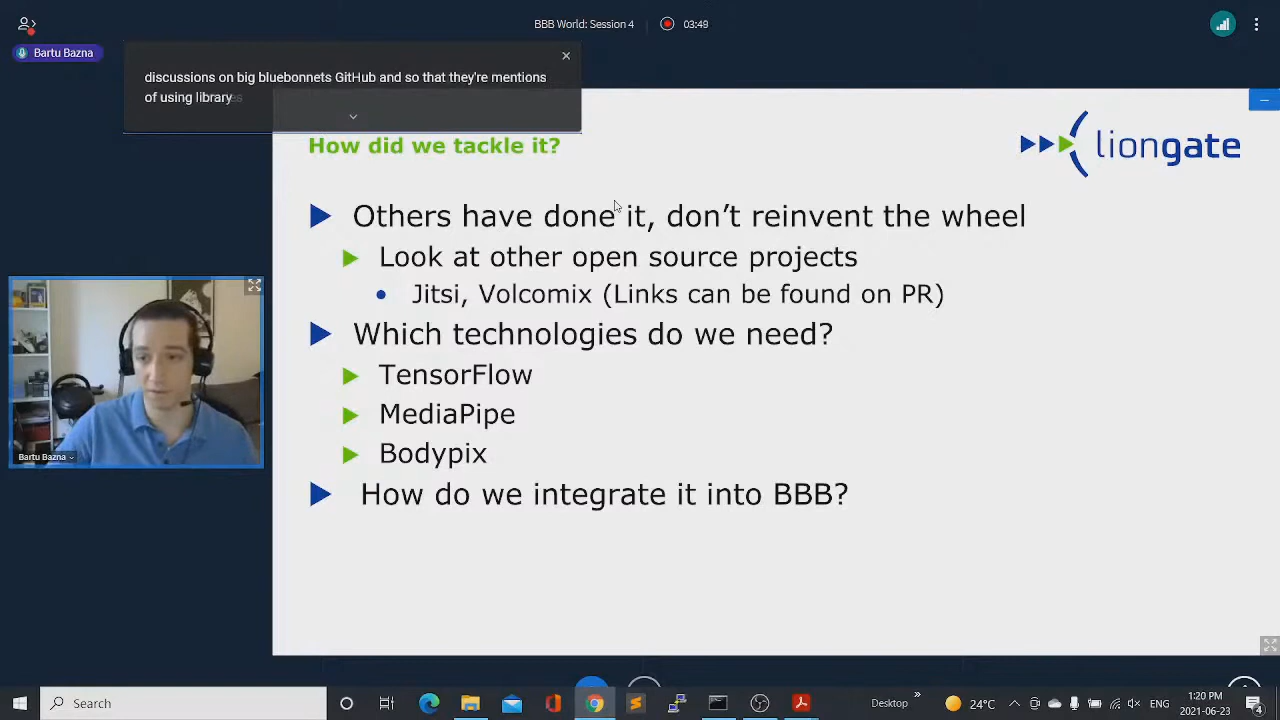 BBB World: Session 4
03:49
Bartu Bazna
discussions on big bluebonnets GitHub and so that they're mentions
of using libraryes
How did we tackle it?
liongate
Others have done it, don't reinvent the wheel
Look at other open source projects
Jitsi, Volcomix (Links can be found on PR)
Which technologies do we need?
TensorFlow
MediaPipe
Bodypix
How do we integrate it into BBB?
Bartu Bazna
Search
Desktop
24°C
1:20 PM
2021-06-23
4